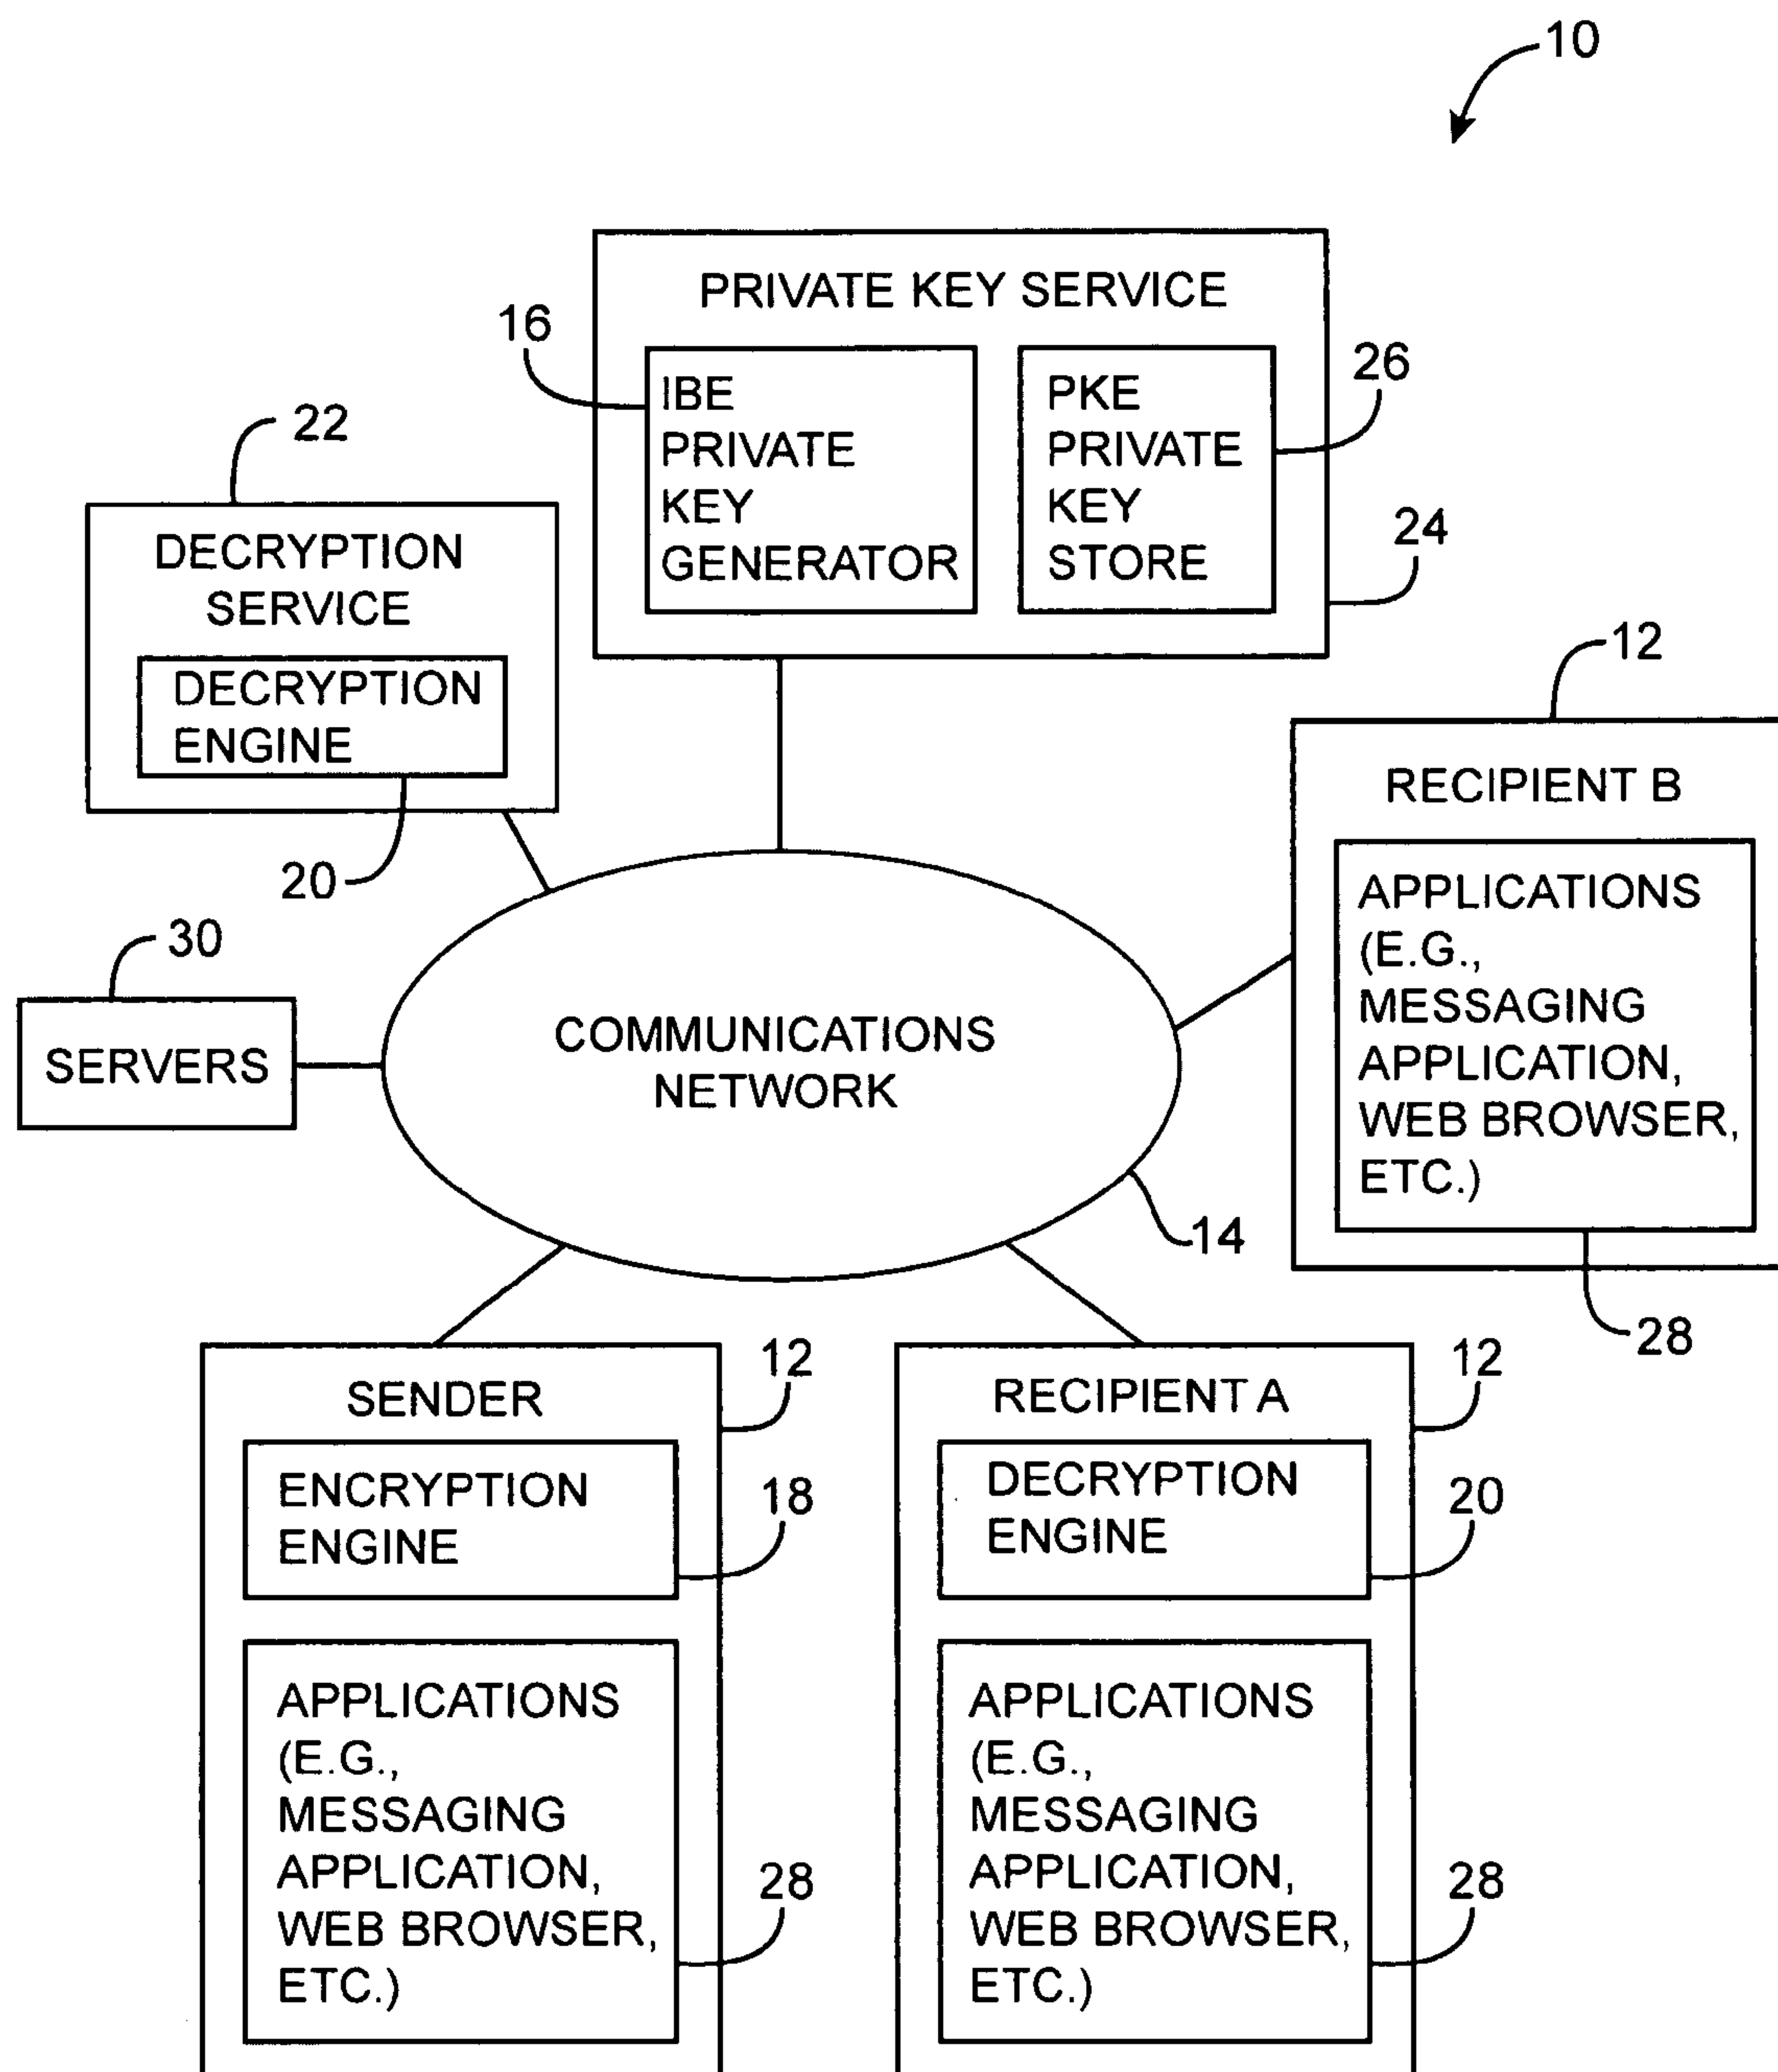 10
PRIVATE KEY SERVICE
16
IBE
PRIVATE
KEY
GENERATOR
PKE
PRIVATE
KEY
STORE
26
24
22
DECRYPTION
SERVICE
DECRYPTION
ENGINE
20
12
RECIPIENT B
APPLICATIONS
(E.G.,
MESSAGING
APPLICATION,
WEB BROWSER,
ETC.)
28
30
SERVERS
COMMUNICATIONS
NETWORK
14
12
SENDER
ENCRYPTION
ENGINE
18
APPLICATIONS
(E.G.,
MESSAGING
APPLICATION,
WEB BROWSER,
ETC.)
28
12
RECIPIENT A
DECRYPTION
ENGINE
20
APPLICATIONS
(E.G.,
MESSAGING
APPLICATION,
WEB BROWSER,
ETC.)
28